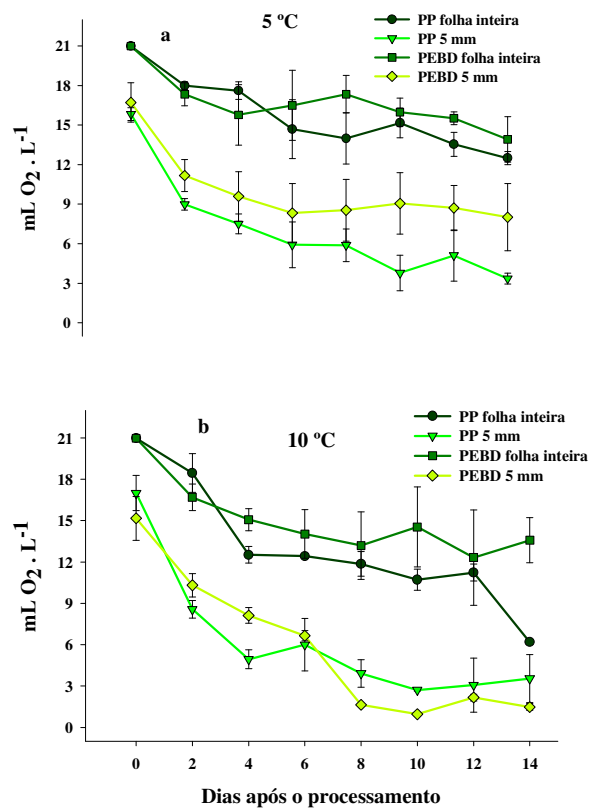 a
5 ºC
PP folha inteira
PP 5 mm
PEBD folha inteira
PEBD 5 mm
21
18
15
12
9
6
3
0
mL O2 . L-1
b
10 ºC
PP folha inteira
PP 5 mm
PEBD folha inteira
PEBD 5 mm
21
18
15
12
9
6
3
0
mL O2 . L-1
0 2 4 6 8 10 12 14
Dias após o processamento